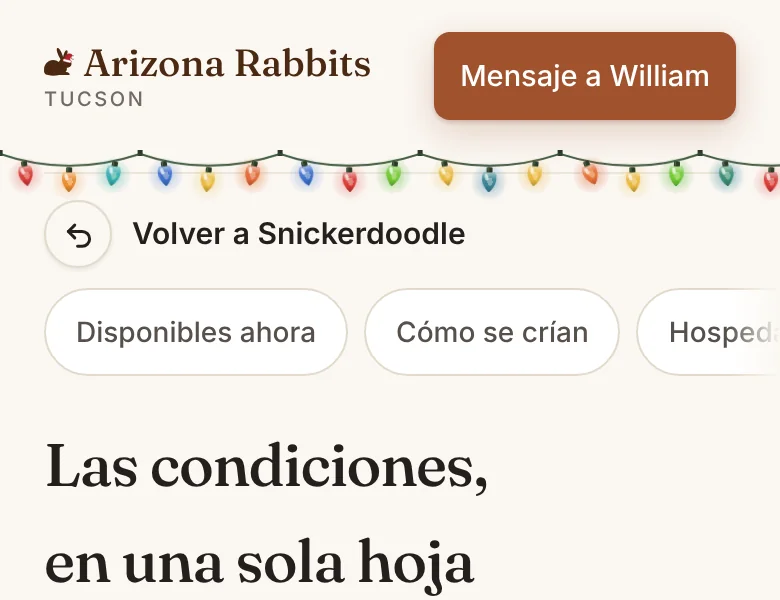 Arizona Rabbits
TUCSON
Mensaje a William
Volver a Snickerdoodle
Disponibles ahora
Cómo se crían
Las condiciones,
en una sola hoja